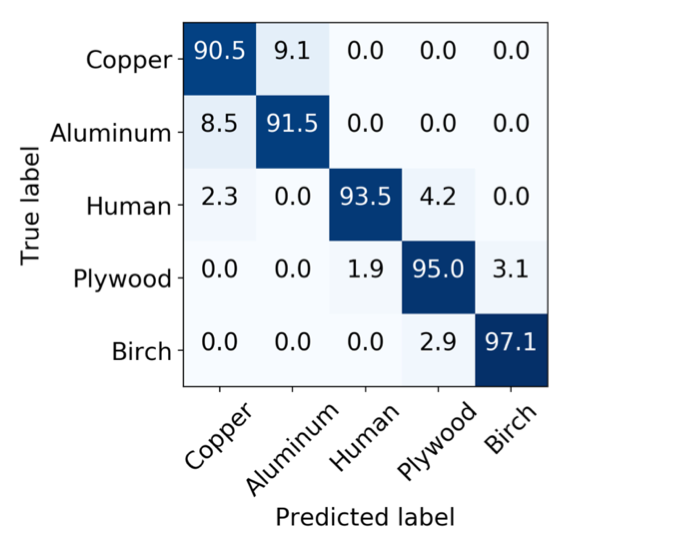 Copper 90.5 9.1 0.0 0.0 0.0
Aluminum 8.5 91.5 0.0 0.0 0.0
Human 2.3 0.0 93.5 4.2 0.0
Plywood 0.0 0.0 1.9 95.0 3.1
Birch 0.0 0.0 0.0 2.9 97.1
True label
Copper Aluminum Human Plywood Birch
Predicted label